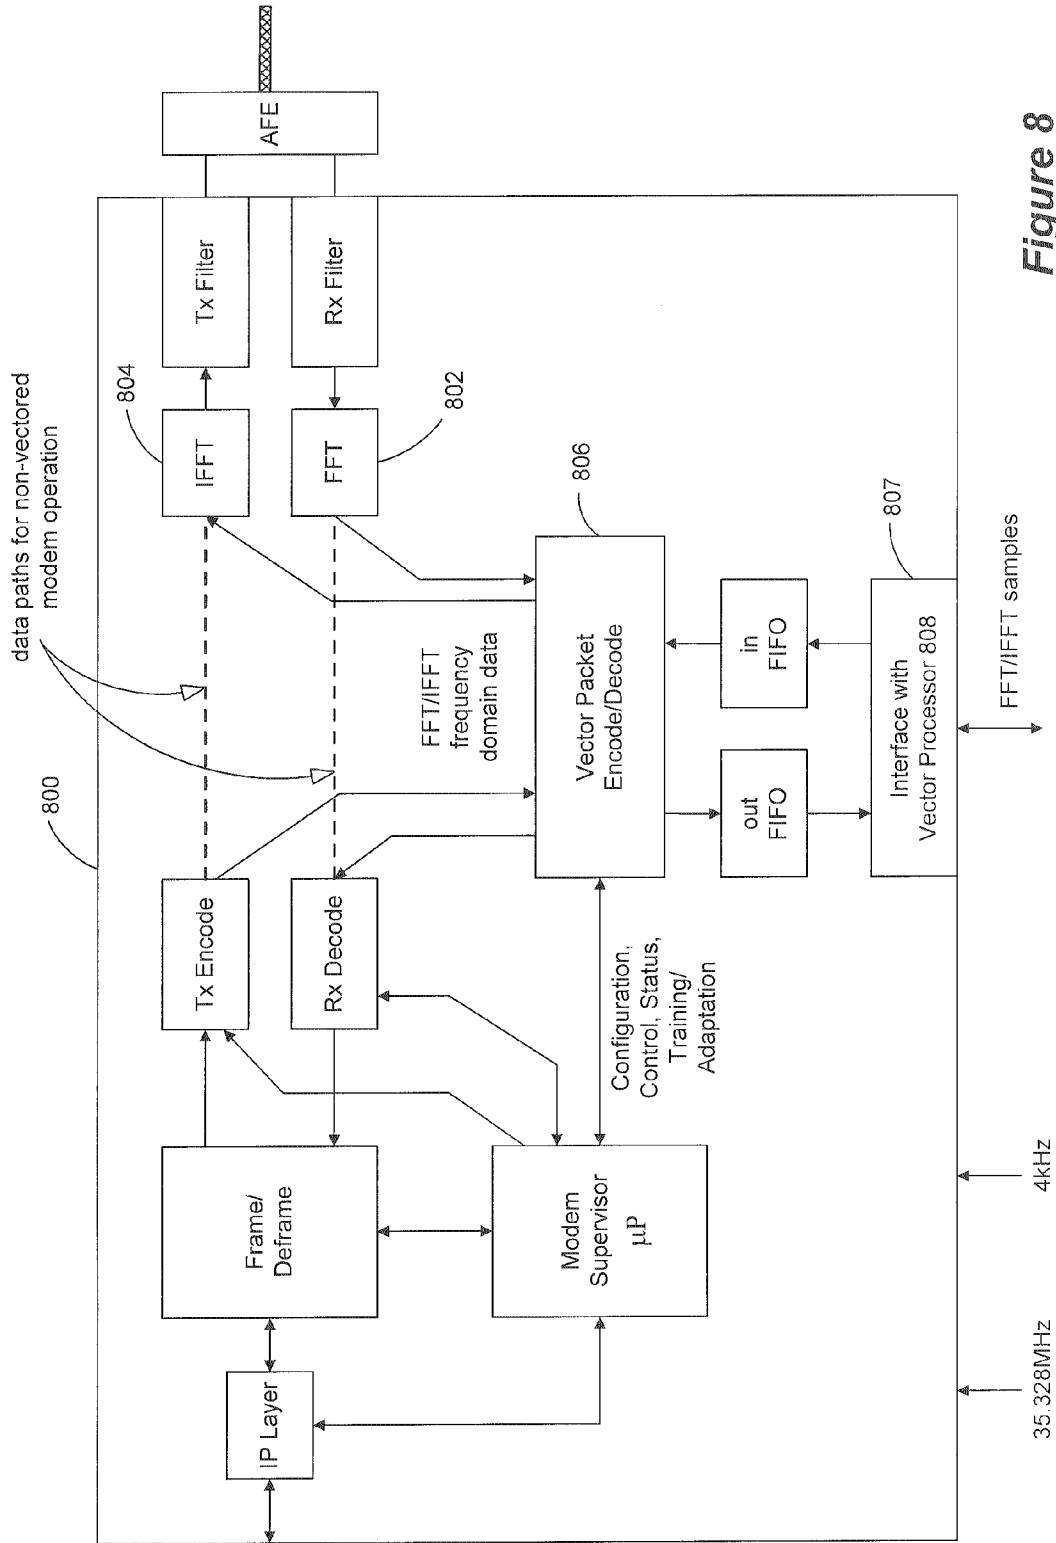 data paths for non-vectored
modem operation
800
804
IFFT
Tx Filter
AFE
Tx Encode
IP Layer
Frame/
Deframe
Rx Decode
FFT
Rx Filter
802
FFT/IFFT
frequency
domain data
Modem
Supervisor
µP
Configuration,
Control, Status,
Training/
Adaptation
Vector Packet
Encode/Decode
806
out
FIFO
in
FIFO
Interface with
Vector Processor 808
807
35.328MHz
4kHz
FFT/IFFT samples
Figure 8